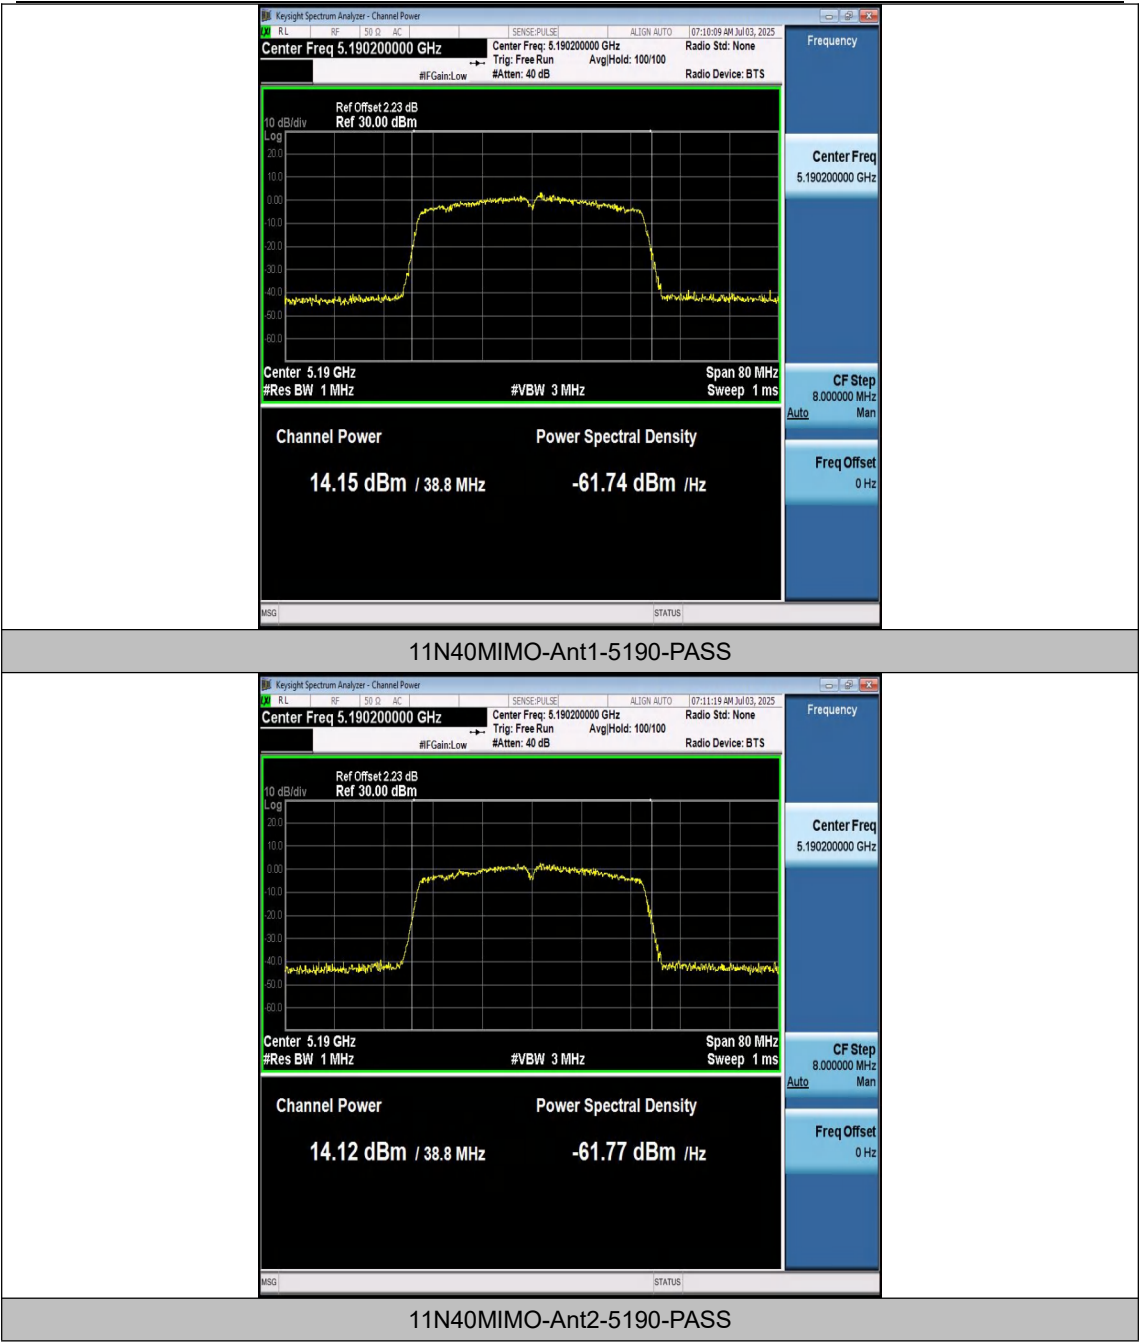 Keysight Spectrum Analyzer - Channel Power
RL RF 50 Ω AC SENSE:PULSE ALIGN AUTO 07:10:09 AM Jul 03, 2025
Center Freq 5.190200000 GHz Center Freq: 5.190200000 GHz Radio Std: None Frequency
Trig: Free Run Avg|Hold: 100/100
#IFGain:Low #Atten: 40 dB Radio Device: BTS
Ref Offset 2.23 dB
10 dB/div Ref 30.00 dBm
Log
20.0
10.0
0.00
-10.0
-20.0
-30.0
-40.0
-50.0
-60.0
Center Freq
5.190200000 GHz
Center 5.19 GHz Span 80 MHz
#Res BW 1 MHz #VBW 3 MHz Sweep 1 ms
CF Step
8.000000 MHz
Auto Man
Channel Power Power Spectral Density
14.15 dBm / 38.8 MHz -61.74 dBm /Hz
Freq Offset
0 Hz
MSG STATUS
11N40MIMO-Ant1-5190-PASS
Keysight Spectrum Analyzer - Channel Power
RL RF 50 Ω AC SENSE:PULSE ALIGN AUTO 07:11:19 AM Jul 03, 2025
Center Freq 5.190200000 GHz Center Freq: 5.190200000 GHz Radio Std: None Frequency
Trig: Free Run Avg|Hold: 100/100
#IFGain:Low #Atten: 40 dB Radio Device: BTS
Ref Offset 2.23 dB
10 dB/div Ref 30.00 dBm
Log
20.0
10.0
0.00
-10.0
-20.0
-30.0
-40.0
-50.0
-60.0
Center Freq
5.190200000 GHz
Center 5.19 GHz Span 80 MHz
#Res BW 1 MHz #VBW 3 MHz Sweep 1 ms
CF Step
8.000000 MHz
Auto Man
Channel Power Power Spectral Density
14.12 dBm / 38.8 MHz -61.77 dBm /Hz
Freq Offset
0 Hz
MSG STATUS
11N40MIMO-Ant2-5190-PASS